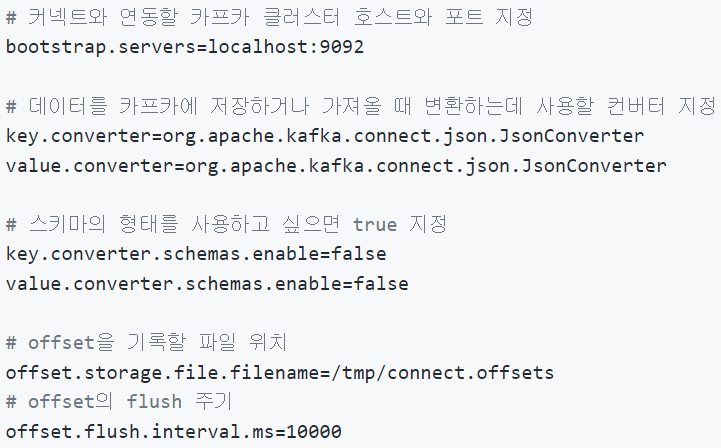 # 커넥트와 연동할 카프카 클러스터 호스트와 포트 지정
bootstrap.servers=localhost:9092
# 데이터를 카프카에 저장하거나 가져올 때 변환하는데 사용할 컨버터 지정
key.converter=org.apache.kafka.connect.json.JsonConverter
value.converter=org.apache.kafka.connect.json.JsonConverter
# 스키마의 형태를 사용하고 싶으면 true 지정
key.converter.schemas.enable=false
value.converter.schemas.enable=false
# offset을 기록할 파일 위치
offset.storage.file.filename=/tmp/connect.offsets
# offset의 flush 주기
offset.flush.interval.ms=10000